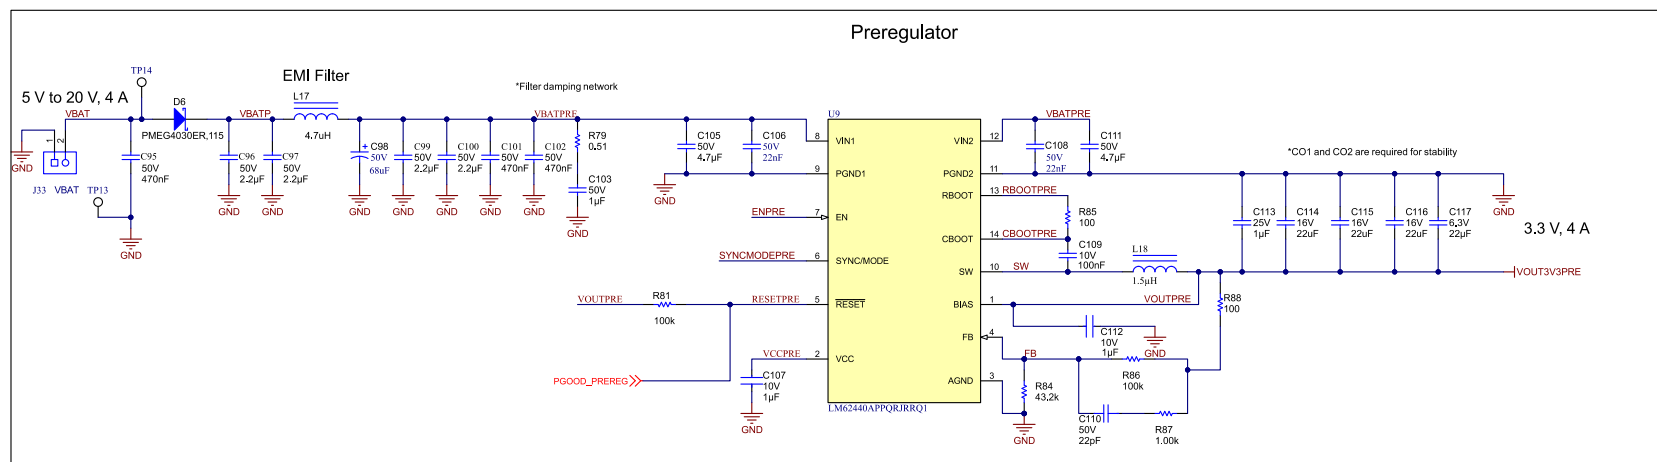 Preregulator
5 V to 20 V, 4 A
TP14
VBAT
D6
PMEG4030ER,115
EMI Filter
VBATP
L17
4.7uH
*Filter damping network
VBATPRE
1
2
GND
J33 VBAT
TP13
C95
50V
470nF
GND
C96
50V
2.2µF
GND
C97
50V
2.2µF
GND
+
C98
50V
68uF
GND
C99
50V
2.2µF
GND
C100
50V
2.2µF
GND
C101
50V
470nF
GND
C102
50V
470nF
GND
R79
0.51
C103
50V
1µF
GND
C105
50V
4.7µF
GND
C106
50V
22nF
U9
8 VIN1
9 PGND1
ENPRE 7 EN
SYNCMODEPRE 6 SYNC/MODE
VOUTPRE
R81
100k
RESETPRE 5 RESET
VCCPRE 2 VCC
PGOOD_PREREG
C107
10V
1µF
GND
LM62440APPQRJRRQ1
VIN2 12
VBATPRE
C108
50V
22nF
C111
50V
4.7µF
PGND2 11
RBOOT 13 RBOOTPRE
R85
100
CBOOT 14 CBOOTPRE
C109
10V
100nF
SW 10 SW
L18
1.5µH
BIAS 1
VOUTPRE
C112
10V
1µF
GND
FB 4
FB
AGND 3
R84
43.2k
GND
R86
100k
C110
50V
22pF
R87
1.00k
R88
100
*CO1 and CO2 are required for stability
C113
25V
1µF
C114
16V
22uF
C115
16V
22uF
C116
16V
22uF
C117
6.3V
22µF
GND
3.3 V, 4 A
VOUT3V3PRE